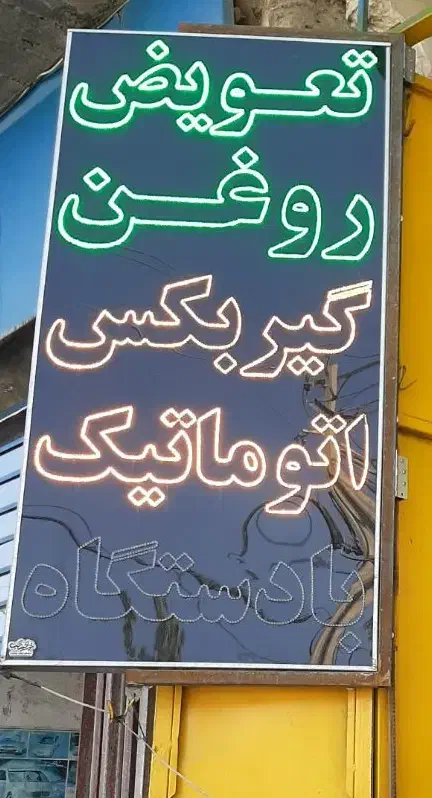 تعویض
روغن
گیربکس
اتوماتیک
بادستگاه